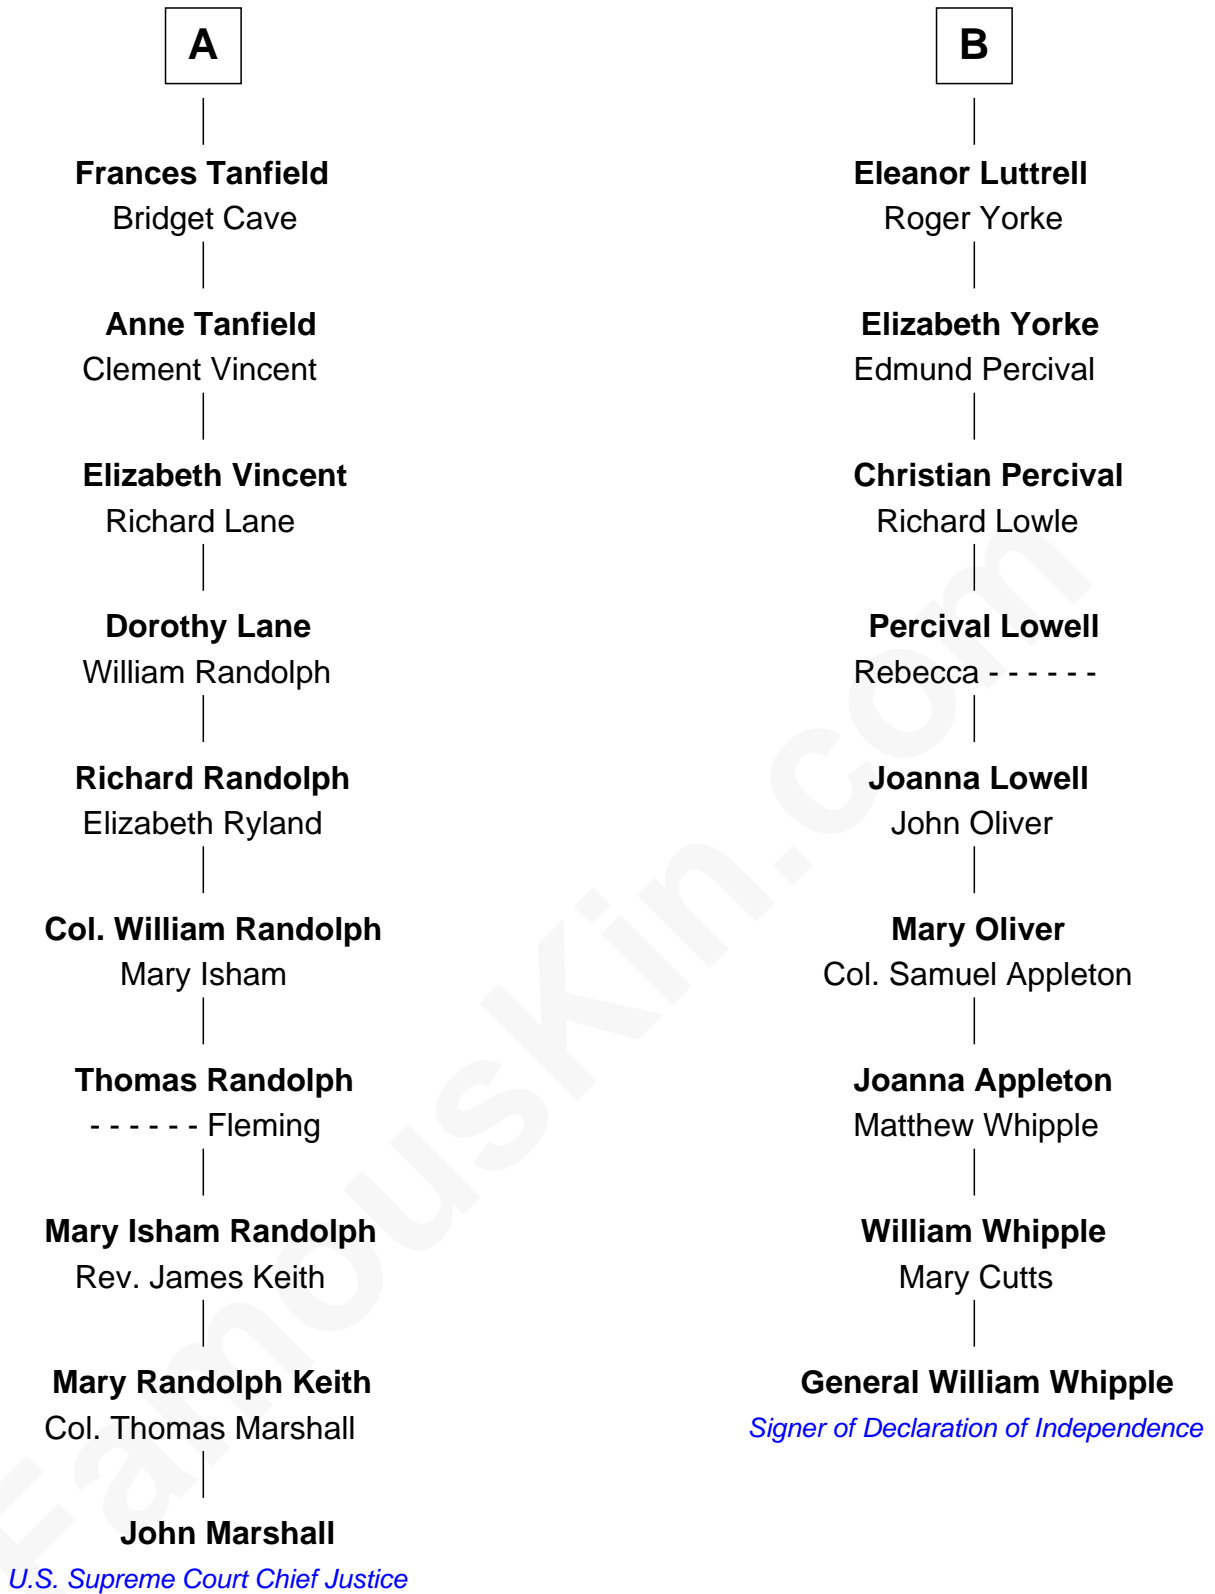 A
Frances Tanfield
Bridget Cave
Anne Tanfield
Clement Vincent
Elizabeth Vincent
Richard Lane
Dorothy Lane
William Randolph
Richard Randolph
Elizabeth Ryland
Col. William Randolph
Mary Isham
Thomas Randolph
- - - - - - Fleming
Mary Isham Randolph
Rev. James Keith
Mary Randolph Keith
Col. Thomas Marshall
John Marshall
U.S. Supreme Court Chief Justice
B
Eleanor Luttrell
Roger Yorke
Elizabeth Yorke
Edmund Percival
Christian Percival
Richard Lowle
Percival Lowell
Rebecca - - - - - -
Joanna Lowell
John Oliver
Mary Oliver
Col. Samuel Appleton
Joanna Appleton
Matthew Whipple
William Whipple
Mary Cutts
General William Whipple
Signer of Declaration of Independence
FamousKin.com